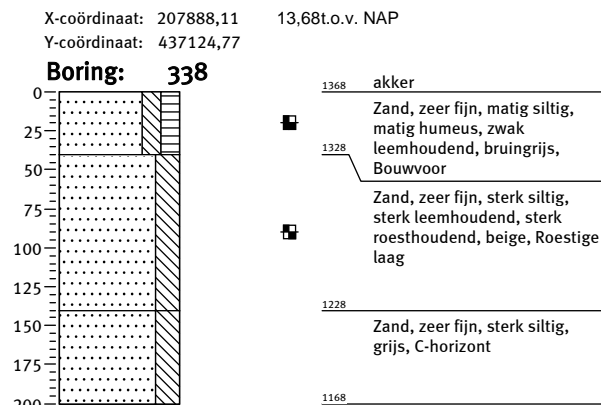 X-coördinaat: 207888,11 13,68t.o.v. NAP
Y-coördinaat: 437124,77
Boring: 338
0
25
50
75
100
125
150
175
200
1368 akker
Zand, zeer fijn, matig siltig,
matig humeus, zwak
leemhoudend, bruingrijs,
Bouwvoor
1328
Zand, zeer fijn, sterk siltig,
sterk leemhoudend, sterk
roesthoudend, beige, Roestige
laag
1228
Zand, zeer fijn, sterk siltig,
grijs, C-horizont
1168